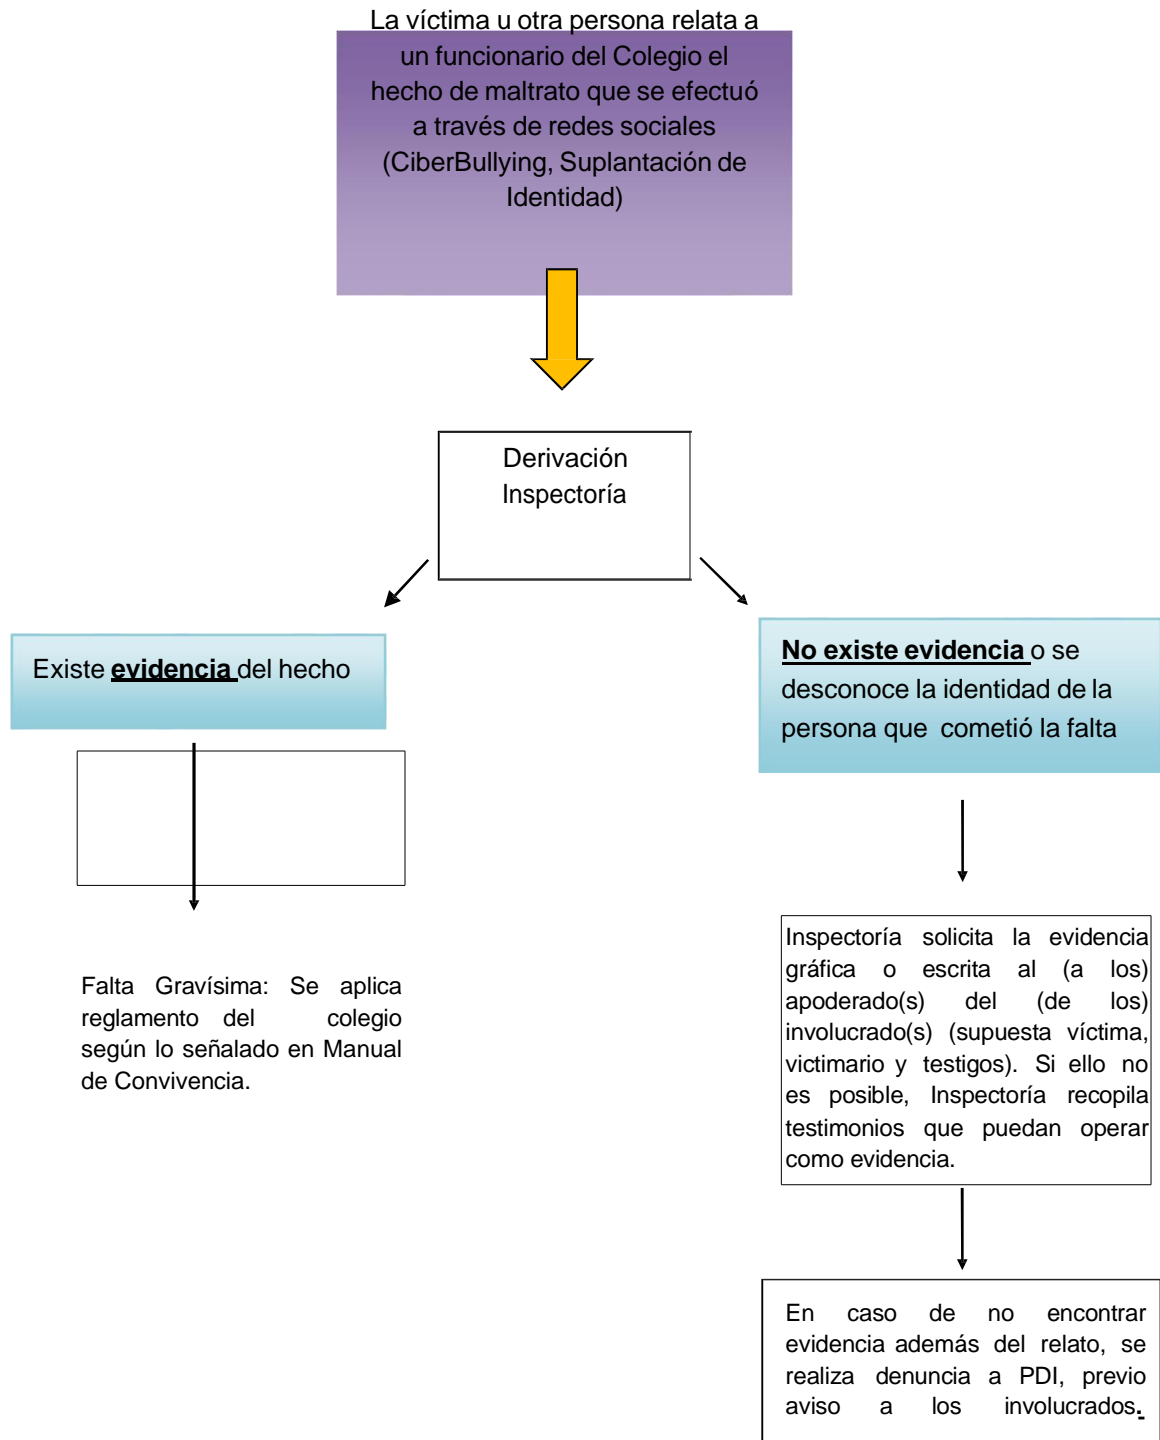 La víctima u otra persona relata a
un funcionario del Colegio el
hecho de maltrato que se efectuó
a través de redes sociales
(CiberBullying, Suplantación de
Identidad)
Derivación
Inspectoría
Existe evidencia del hecho
No existe evidencia o se
desconoce la identidad de la
persona que cometió la falta
Falta Gravísima: Se aplica
reglamento del colegio
según lo señalado en Manual
de Convivencia.
Inspectoría solicita la evidencia
gráfica o escrita al (a los)
apoderado(s) del (de los)
involucrado(s) (supuesta víctima,
victimario y testigos). Si ello no
es posible, Inspectoría recopila
testimonios que puedan operar
como evidencia.
En caso de no encontrar
evidencia además del relato, se
realiza denuncia a PDI, previo
aviso a los involucrados.